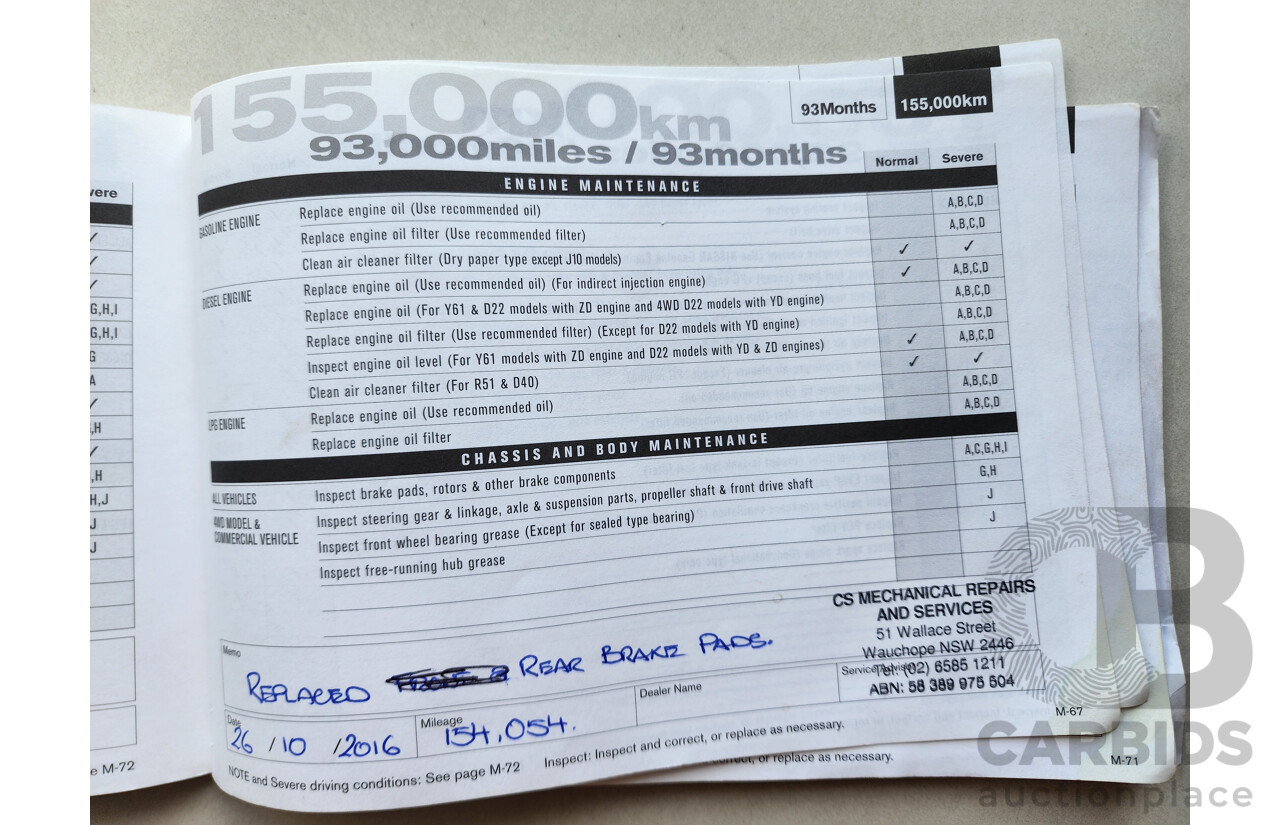 155,000km
93,000miles / 93months
93Months
155,000km
Normal Severe
ENGINE MAINTENANCE
GASOLINE ENGINE Replace engine oil (Use recommended oil) A,B,C,D
Replace engine oil filter (Use recommended filter) A,B,C,D
Clean air cleaner filter (Dry paper type except J10 models) ✓ ✓
DIESEL ENGINE Replace engine oil (Use recommended oil) (For indirect injection engine) ✓ A,B,C,D
Replace engine oil (For Y61 & D22 models with ZD engine and 4WD D22 models with YD engine) A,B,C,D
Replace engine oil filter (Use recommended filter) (Except for D22 models with YD engine) A,B,C,D
Inspect engine oil level (For Y61 models with ZD engine and D22 models with YD & ZD engines) ✓ A,B,C,D
Clean air cleaner filter (For R51 & D40) ✓ ✓
LPG ENGINE Replace engine oil (Use recommended oil) A,B,C,D
Replace engine oil filter A,B,C,D
CHASSIS AND BODY MAINTENANCE
ALL VEHICLES Inspect brake pads, rotors & other brake components A,C,G,H,I
4WD MODEL & COMMERCIAL VEHICLE Inspect steering gear & linkage, axle & suspension parts, propeller shaft & front drive shaft G,H
Inspect front wheel bearing grease (Except for sealed type bearing) J
Inspect free-running hub grease J
CS MECHANICAL REPAIRS
AND SERVICES
51 Wallace Street
Wauchope NSW 2446
Tel: (02) 6585 1211
ABN: 58 389 975 504
Memo
REPLACED REAR BRAKE PADS.
Service Advisor
Dealer Name
Date
26 / 10 / 2016
Mileage
154,054.
M-67
NOTE and Severe driving conditions: See page M-72 Inspect: Inspect and correct, or replace as necessary.
correct, or replace as necessary.
M-71
vere
✓
✓
✓
G,H,I
G,H,I
G
A
✓
,H
✓
,H
H,J
J
J
e M-72
CB
CARBIDS
auctionplace